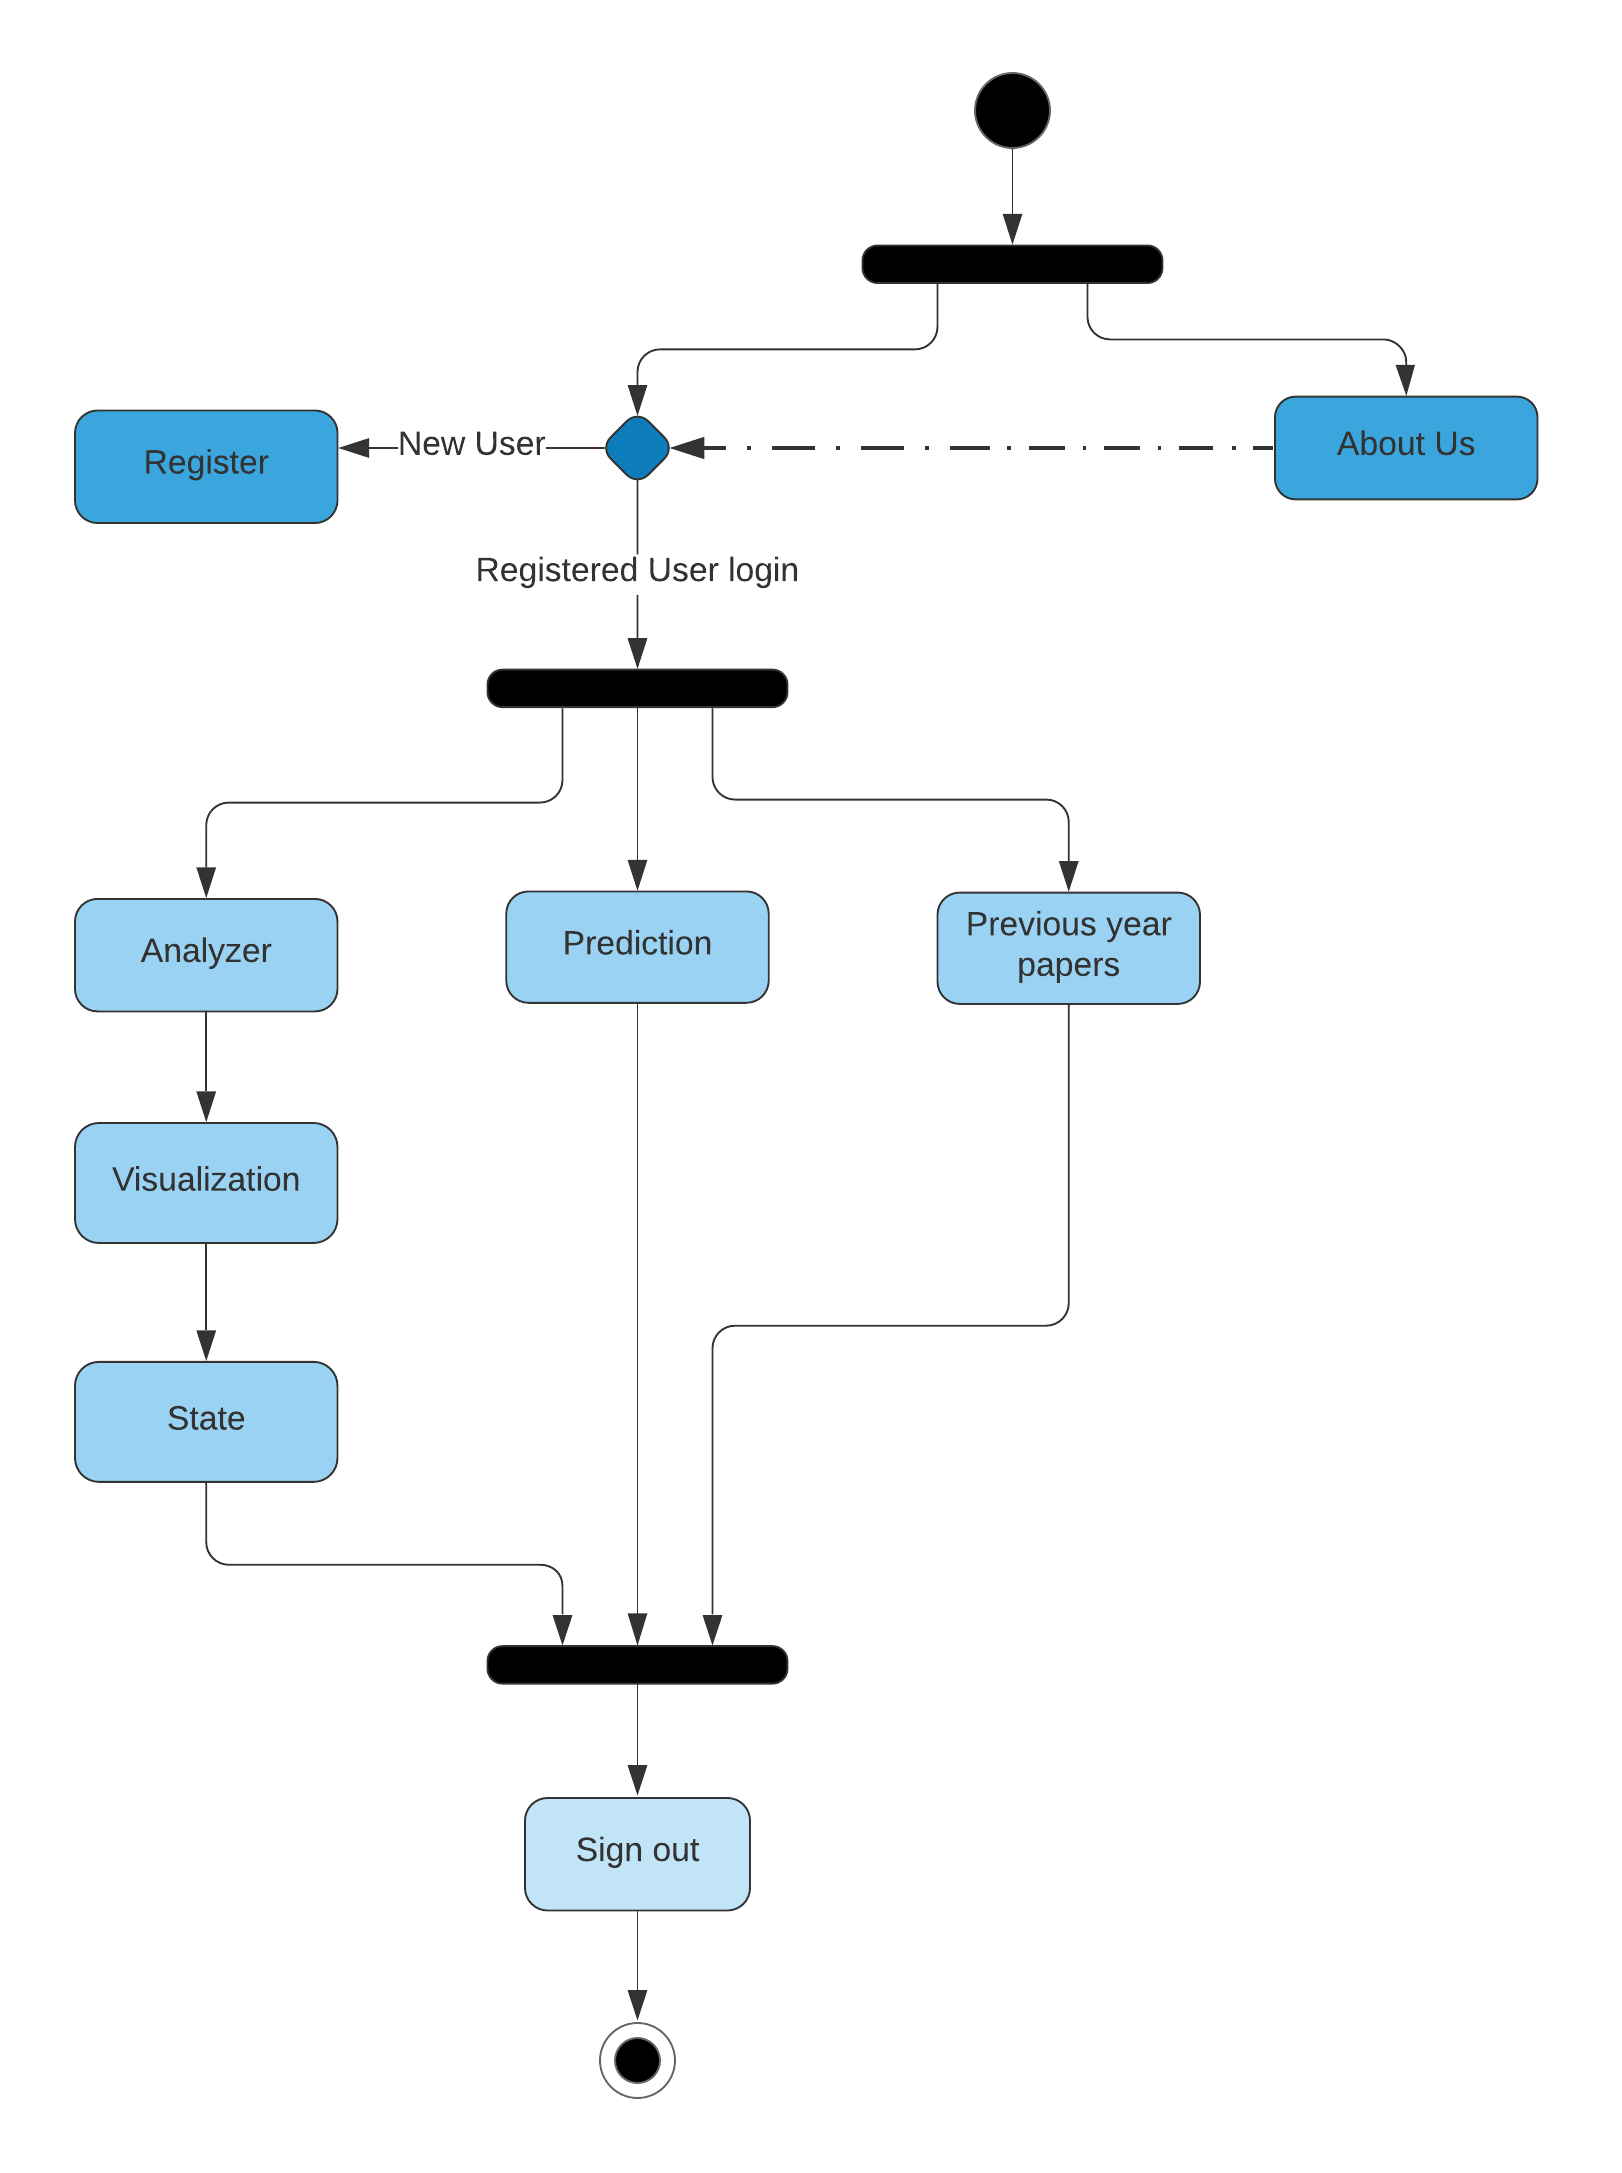 About Us
New User
Register
Registered User login
Analyzer
Prediction
Previous year
papers
Visualization
State
Sign out